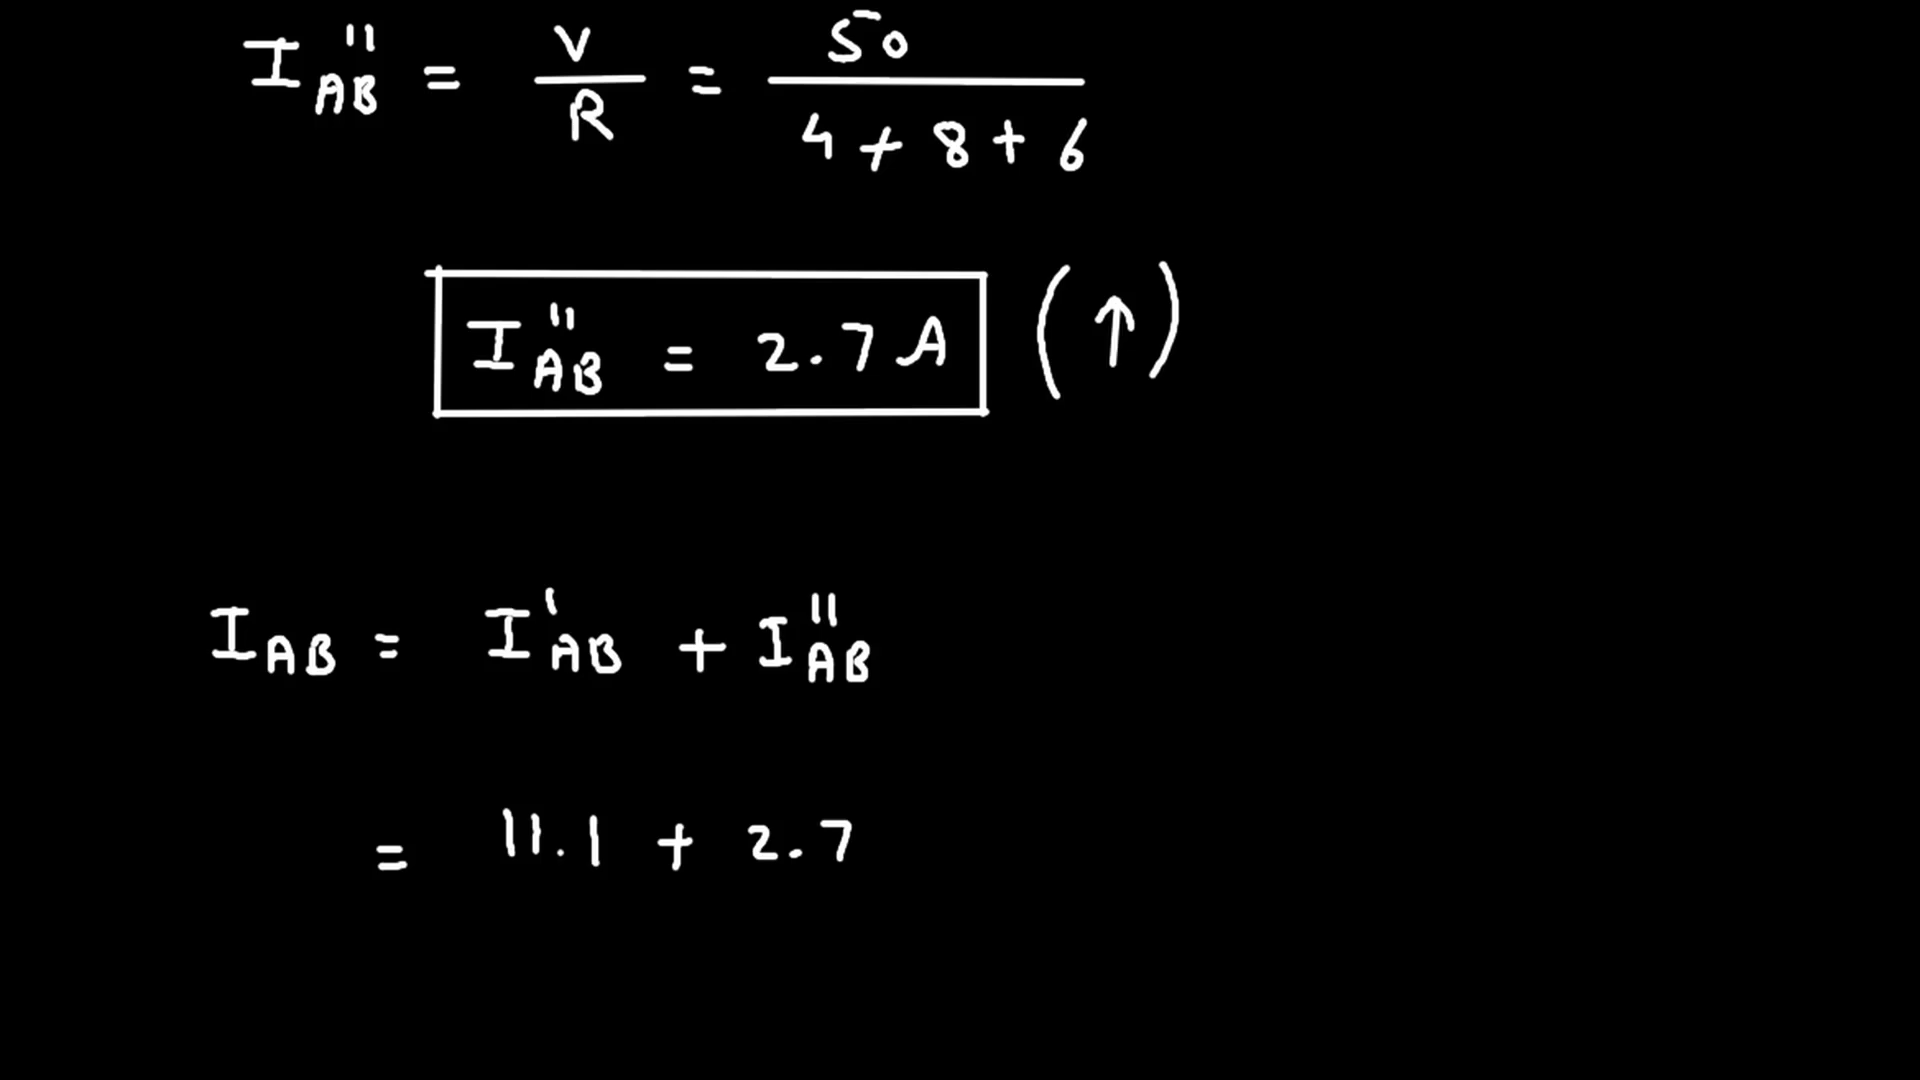 I''AB = V/R = 50/(4 + 8 + 6)
I''AB = 2.7 A (↑)
IAB = I'AB + I''AB
= 11.1 + 2.7